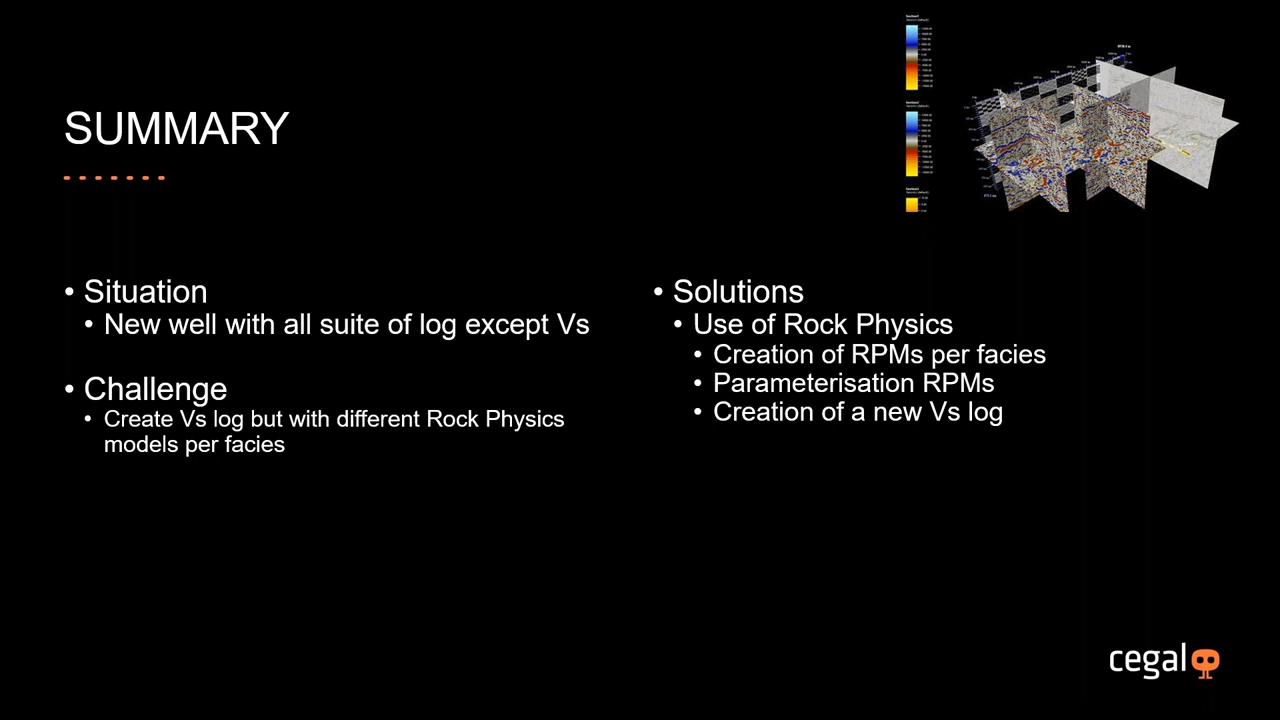 SUMMARY
• Situation
• New well with all suite of log except Vs
• Challenge
• Create Vs log but with different Rock Physics
models per facies
• Solutions
• Use of Rock Physics
• Creation of RPMs per facies
• Parameterisation RPMs
• Creation of a new Vs log
cegal